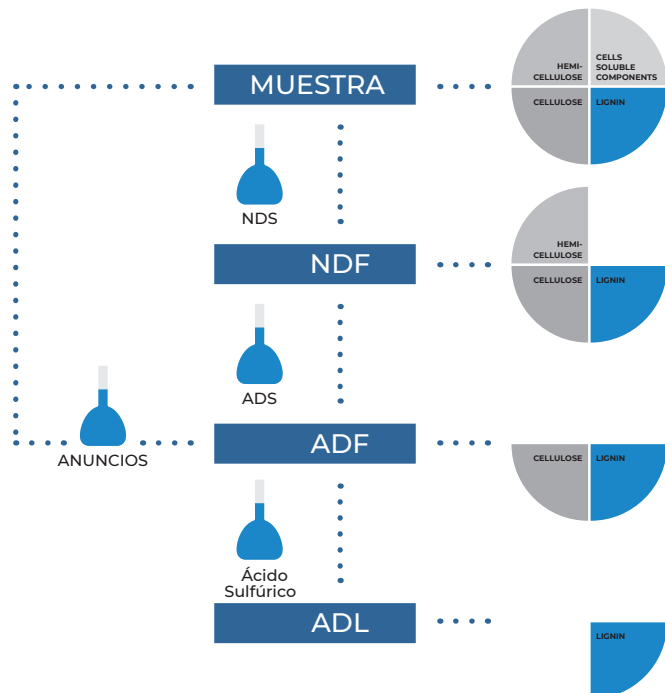 MUESTRA
HEMI-
CELLULOSE
CELLS
SOLUBLE
COMPONENTS
CELLULOSE
LIGNIN
NDS
NDF
HEMI-
CELLULOSE
CELLULOSE
LIGNIN
ADS
ANUNCIOS
ADF
CELLULOSE
LIGNIN
Ácido
Sulfúrico
ADL
LIGNIN